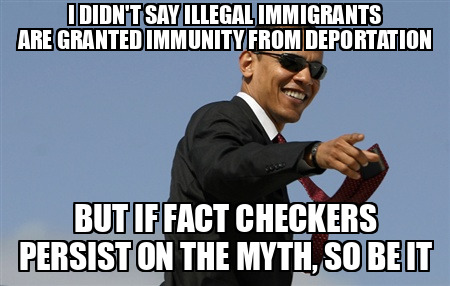 I DIDN'T SAY ILLEGAL IMMIGRANTS
ARE GRANTED IMMUNITY FROM DEPORTATION
BUT IF FACT CHECKERS
PERSIST ON THE MYTH, SO BE IT